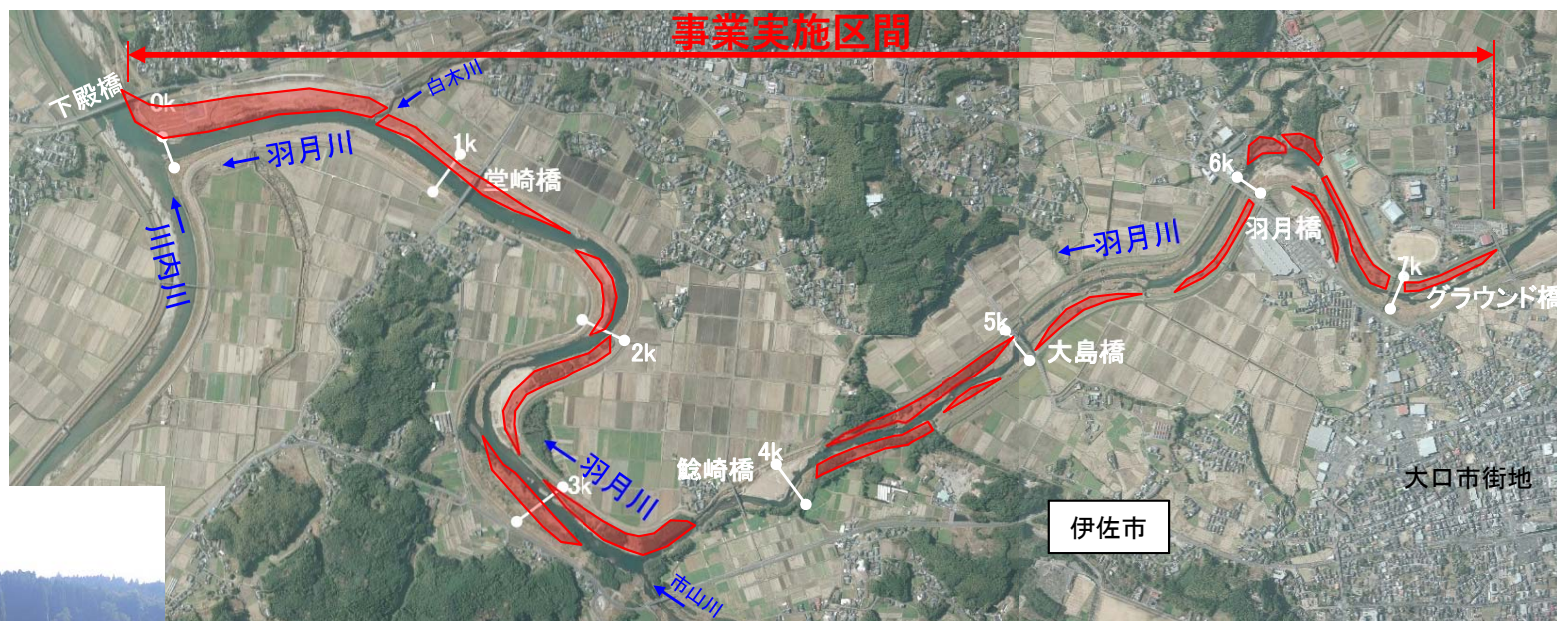 事業実施区間
下殿橋
0k
白木川
羽月川
1k
堂崎橋
川内川
2k
3k
羽月川
市山川
鯰崎橋
4k
5k
大島橋
羽月川
6k
羽月橋
7k
グラウンド橋
大口市街地
伊佐市